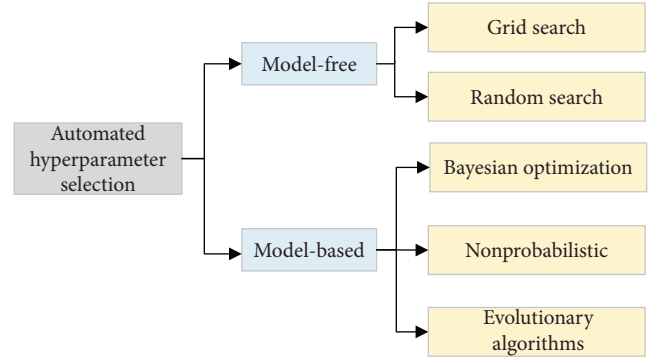 Automated
hyperparameter
selection
Model-free
Grid search
Random search
Model-based
Bayesian optimization
Nonprobabilistic
Evolutionary
algorithms